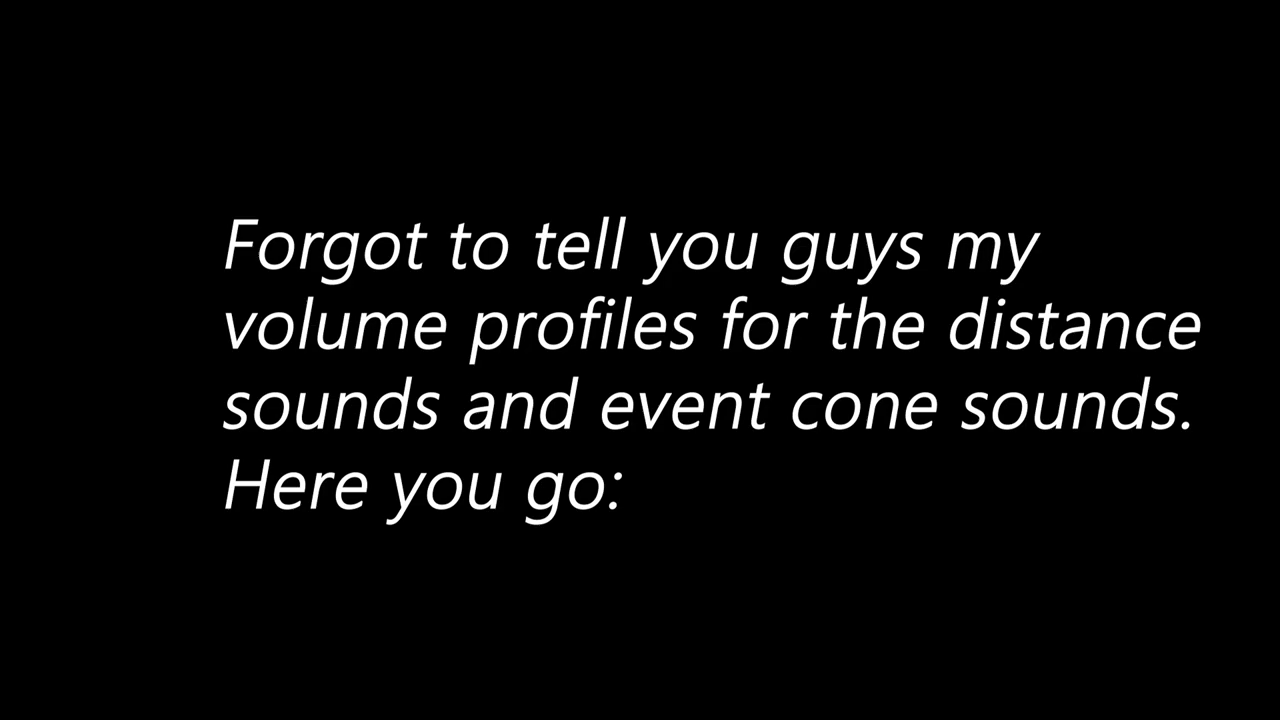 Forgot to tell you guys my
volume profiles for the distance
sounds and event cone sounds.
Here you go: